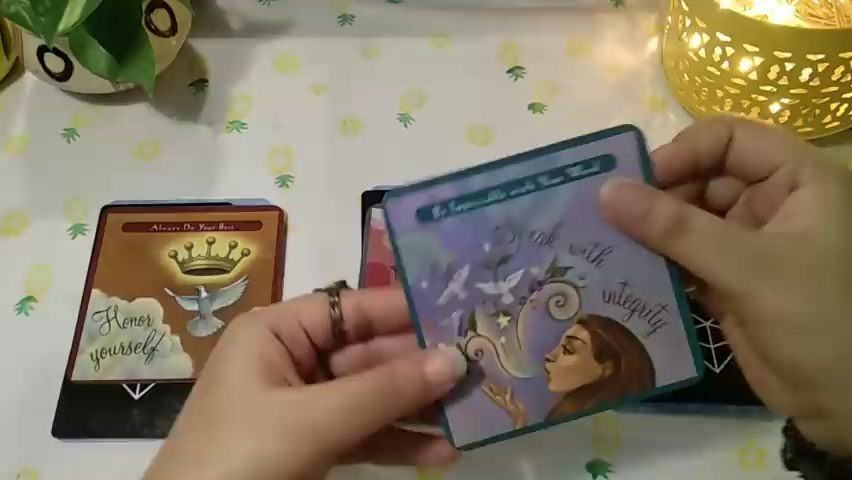 Always Do Your Best
Honor
yourself
Be Impeccable with Your Word
Speak with
integrity